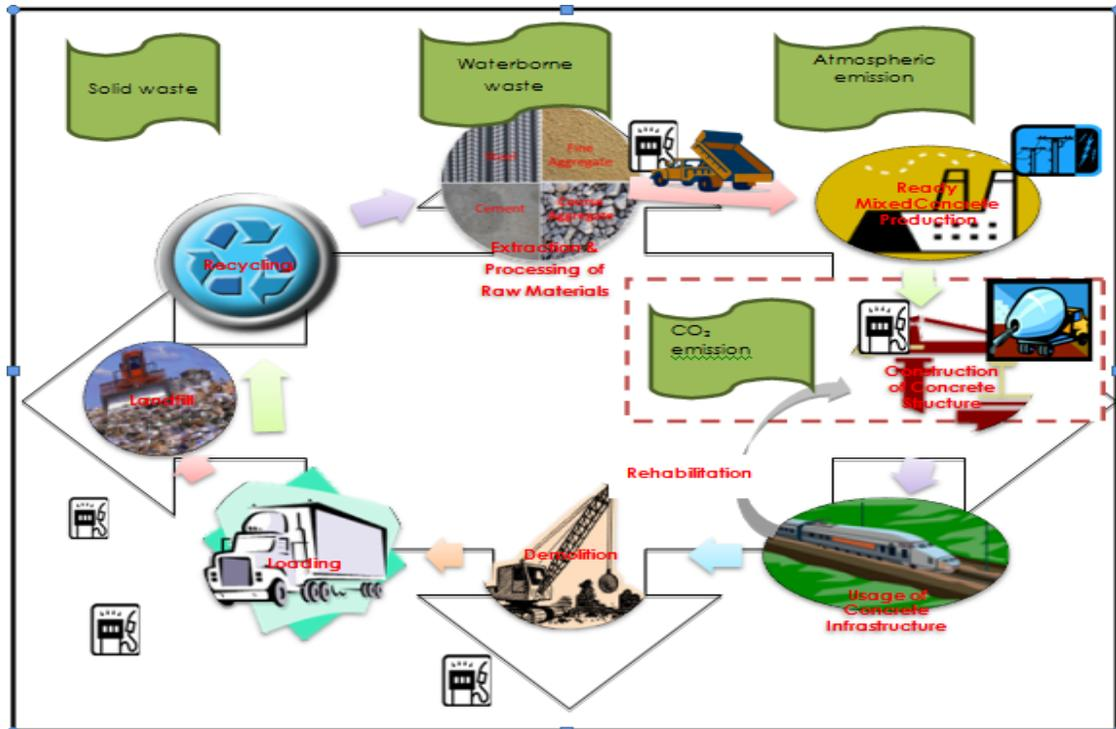 Solid waste
Waterborne
waste
Atmospheric
emission
Steel
Fine
Aggregate
Cement
Coarse
Aggregate
Extraction &
Processing of
Raw Materials
Ready
MixedConcrete
Production
Recycling
CO₂
emission
Construction
of Concrete
Structure
Landfill
Rehabilitation
Loading
Demolition
Usage of
Concrete
Infrastructure